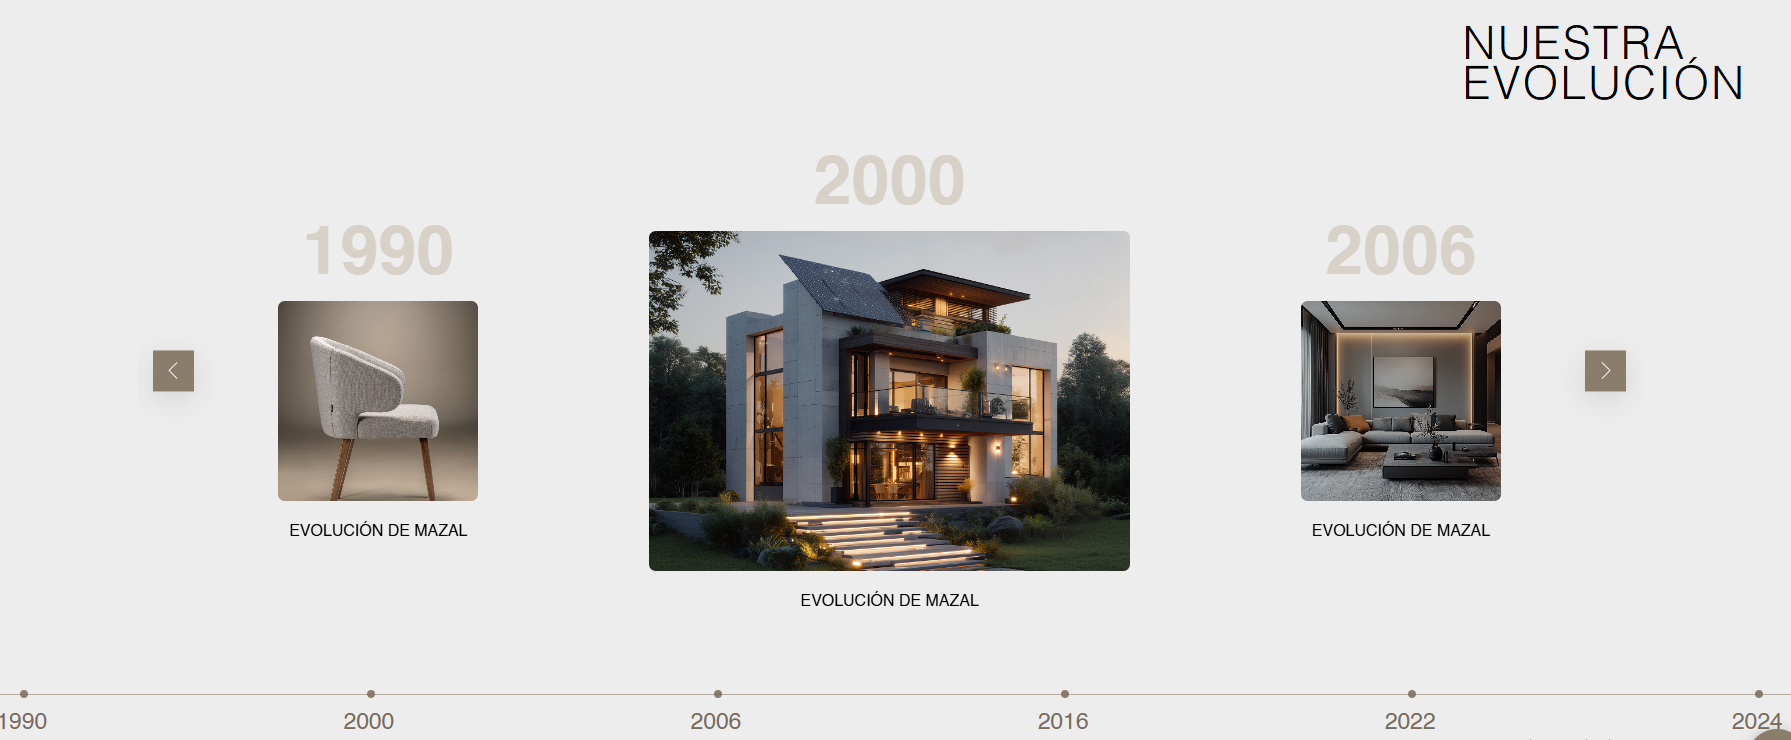 NUESTRA
EVOLUCIÓN
1990
2000
2006
EVOLUCIÓN DE MAZAL
EVOLUCIÓN DE MAZAL
EVOLUCIÓN DE MAZAL
1990
2000
2006
2016
2022
2024